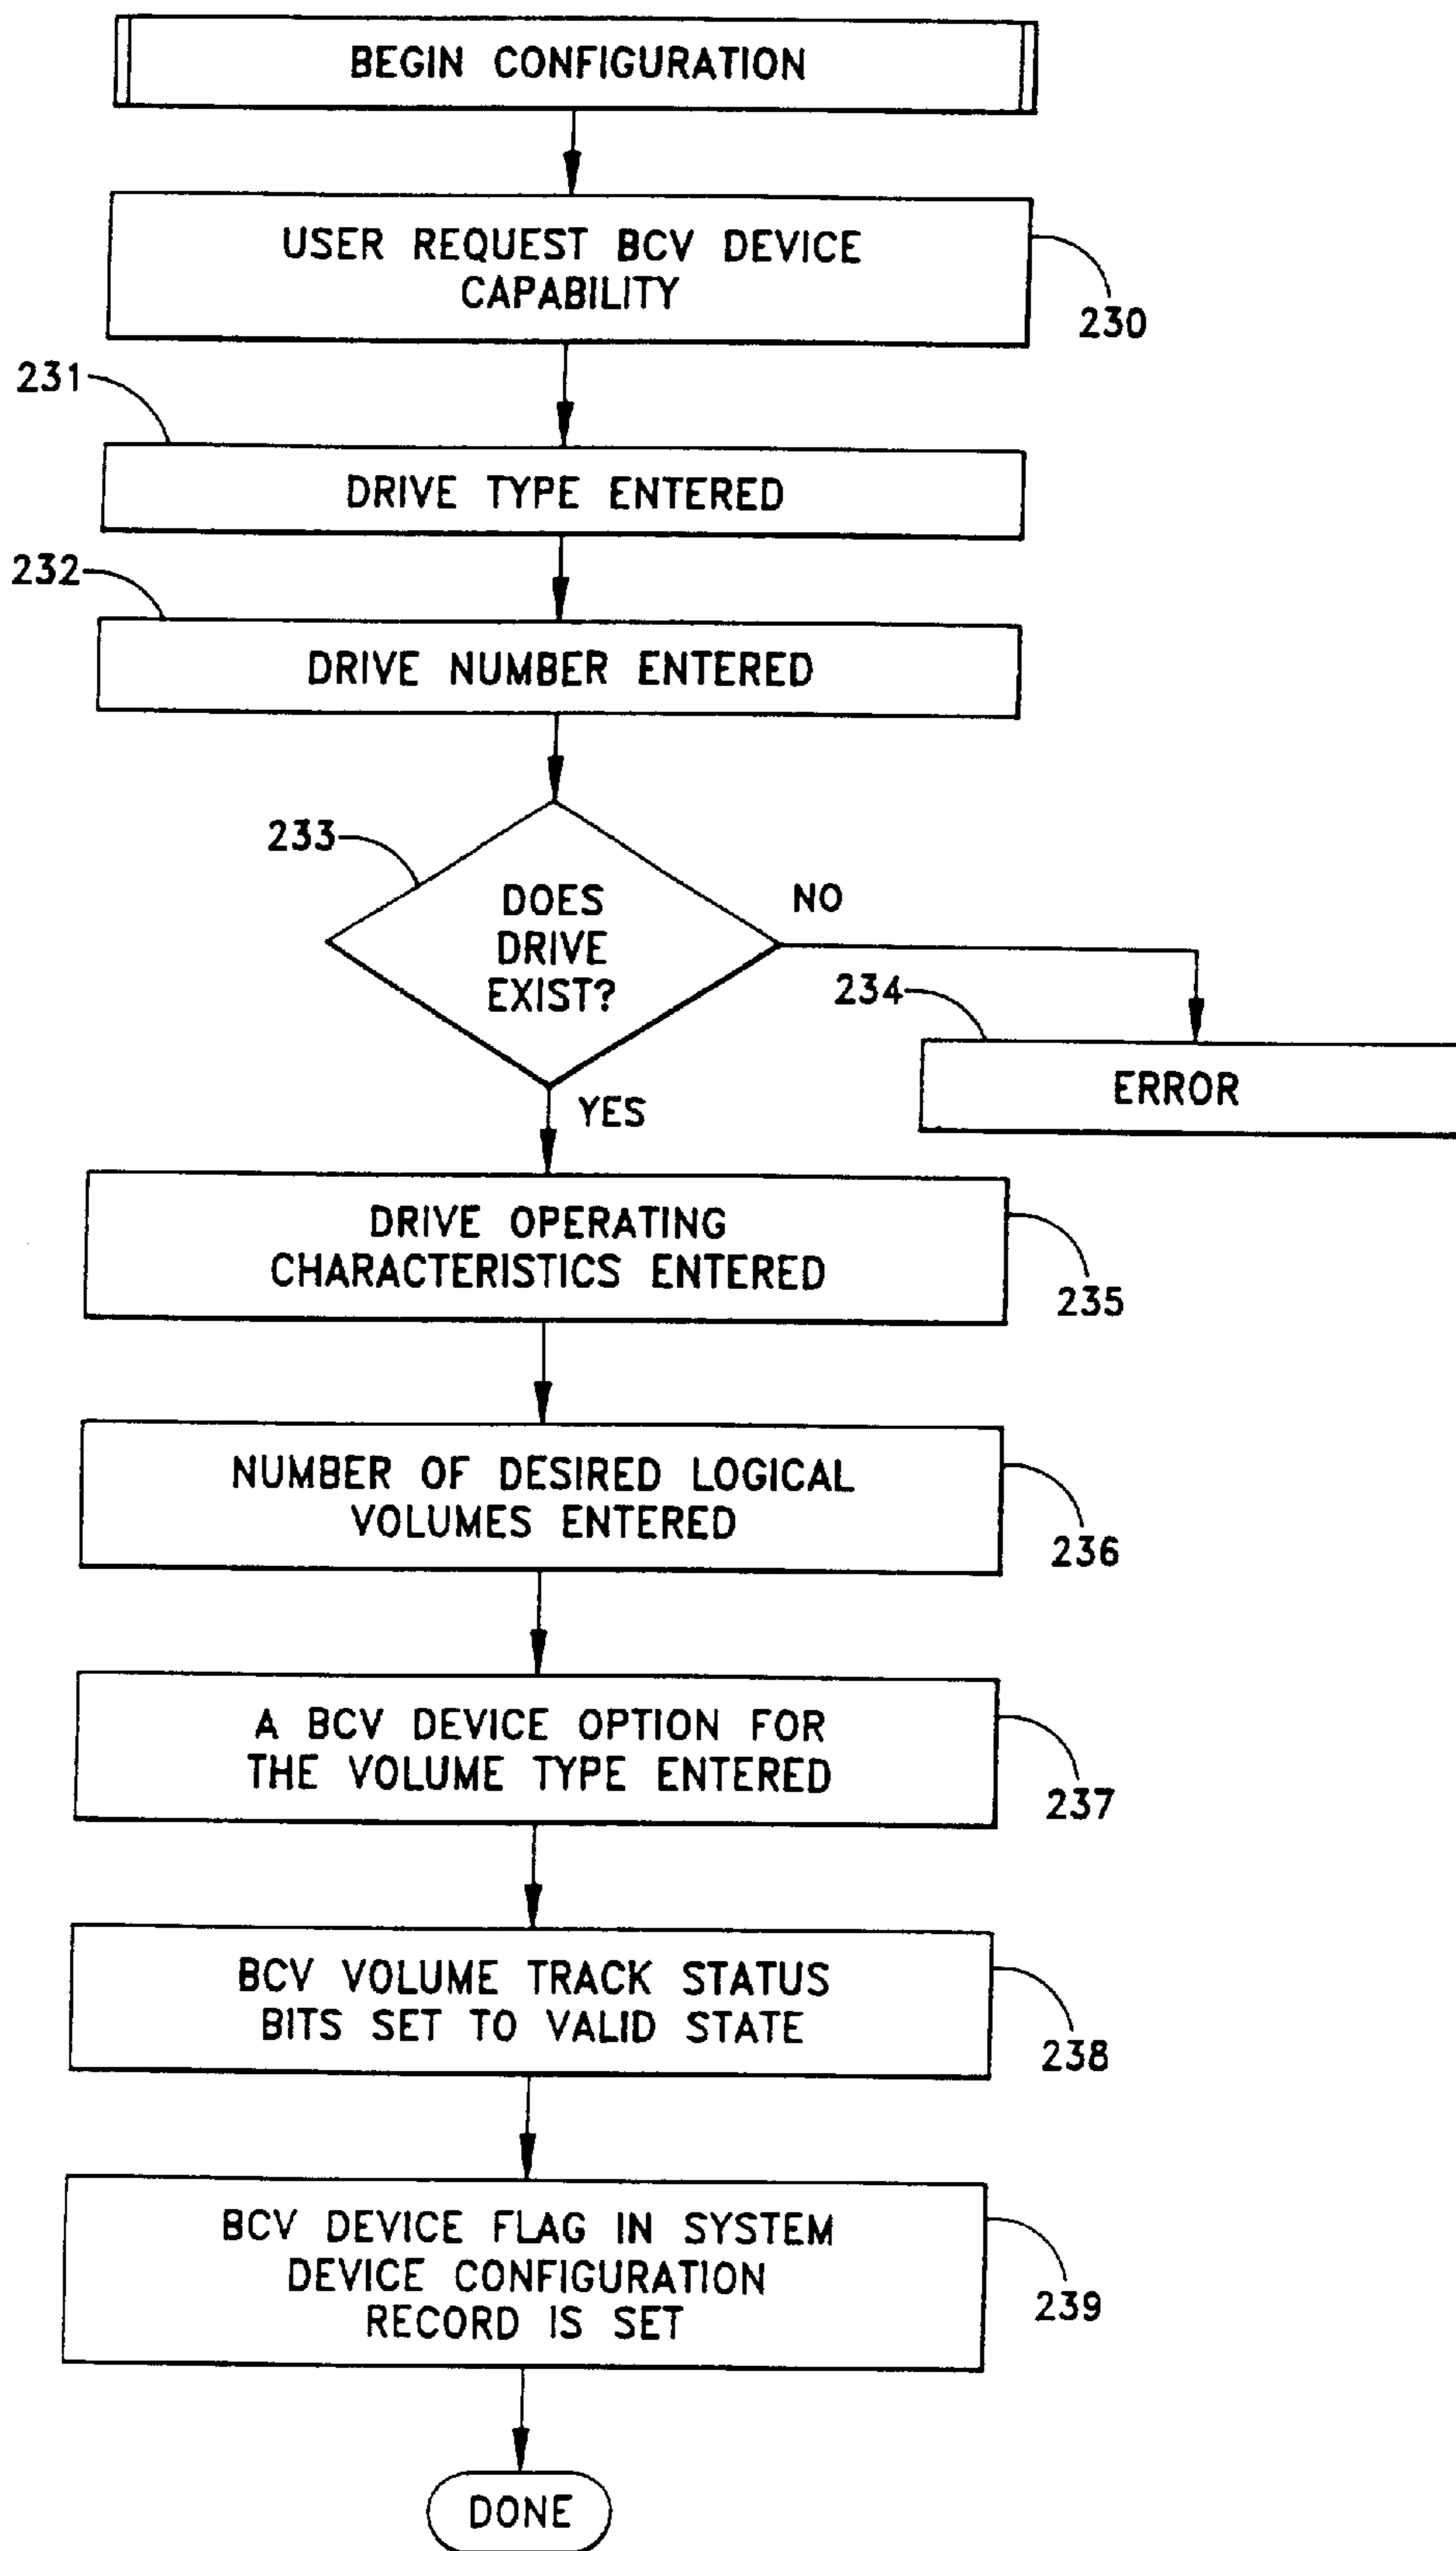 BEGIN CONFIGURATION
USER REQUEST BCV DEVICE
CAPABILITY
230
231
DRIVE TYPE ENTERED
232
DRIVE NUMBER ENTERED
233
DOES
DRIVE
EXIST?
NO
234
ERROR
YES
DRIVE OPERATING
CHARACTERISTICS ENTERED
235
NUMBER OF DESIRED LOGICAL
VOLUMES ENTERED
236
A BCV DEVICE OPTION FOR
THE VOLUME TYPE ENTERED
237
BCV VOLUME TRACK STATUS
BITS SET TO VALID STATE
238
BCV DEVICE FLAG IN SYSTEM
DEVICE CONFIGURATION
RECORD IS SET
239
DONE